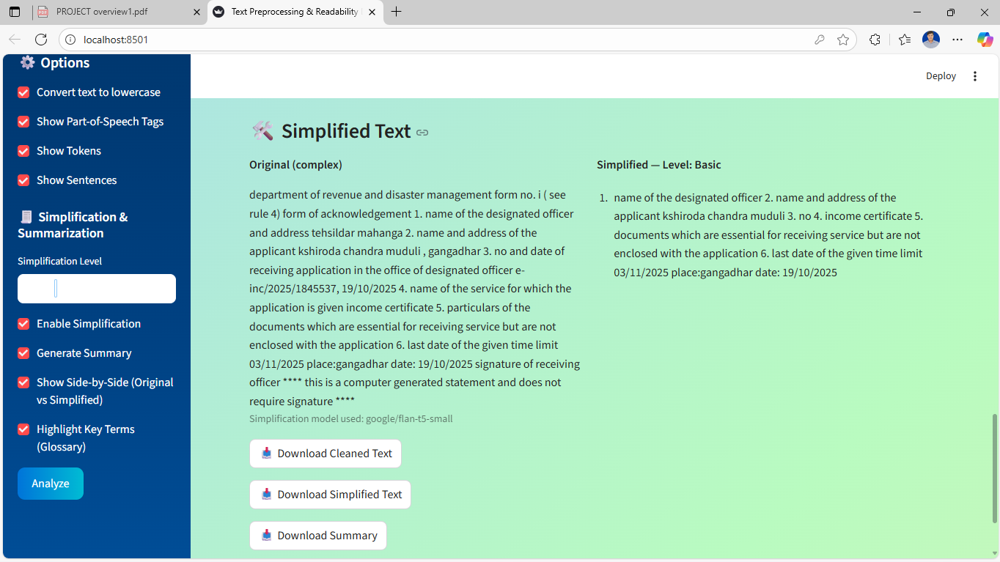 PROJECT overview1.pdf
Text Preprocessing & Readability
localhost:8501
Options
Convert text to lowercase
Show Part-of-Speech Tags
Show Tokens
Show Sentences
Simplification &
Summarization
Simplification Level
Enable Simplification
Generate Summary
Show Side-by-Side (Original
vs Simplified)
Highlight Key Terms
(Glossary)
Analyze
Deploy
Simplified Text
Original (complex)
department of revenue and disaster management form no. i ( see
rule 4) form of acknowledgement 1. name of the designated officer
and address tehsildar mahanga 2. name and address of the
applicant kshiroda chandra muduli , gangadhar 3. no and date of
receiving application in the office of designated officer e-
inc/2025/1845537, 19/10/2025 4. name of the service for which the
application is given income certificate 5. particulars of the
documents which are essential for receiving service but are not
enclosed with the application 6. last date of the given time limit
03/11/2025 place:gangadhar date: 19/10/2025 signature of receiving
officer **** this is a computer generated statement and does not
require signature ****
Simplification model used: google/flan-t5-small
Simplified — Level: Basic
1. name of the designated officer 2. name and address of the
applicant kshiroda chandra muduli 3. no 4. income certificate 5.
documents which are essential for receiving service but are not
enclosed with the application 6. last date of the given time limit
03/11/2025 place:gangadhar date: 19/10/2025
Download Cleaned Text
Download Simplified Text
Download Summary